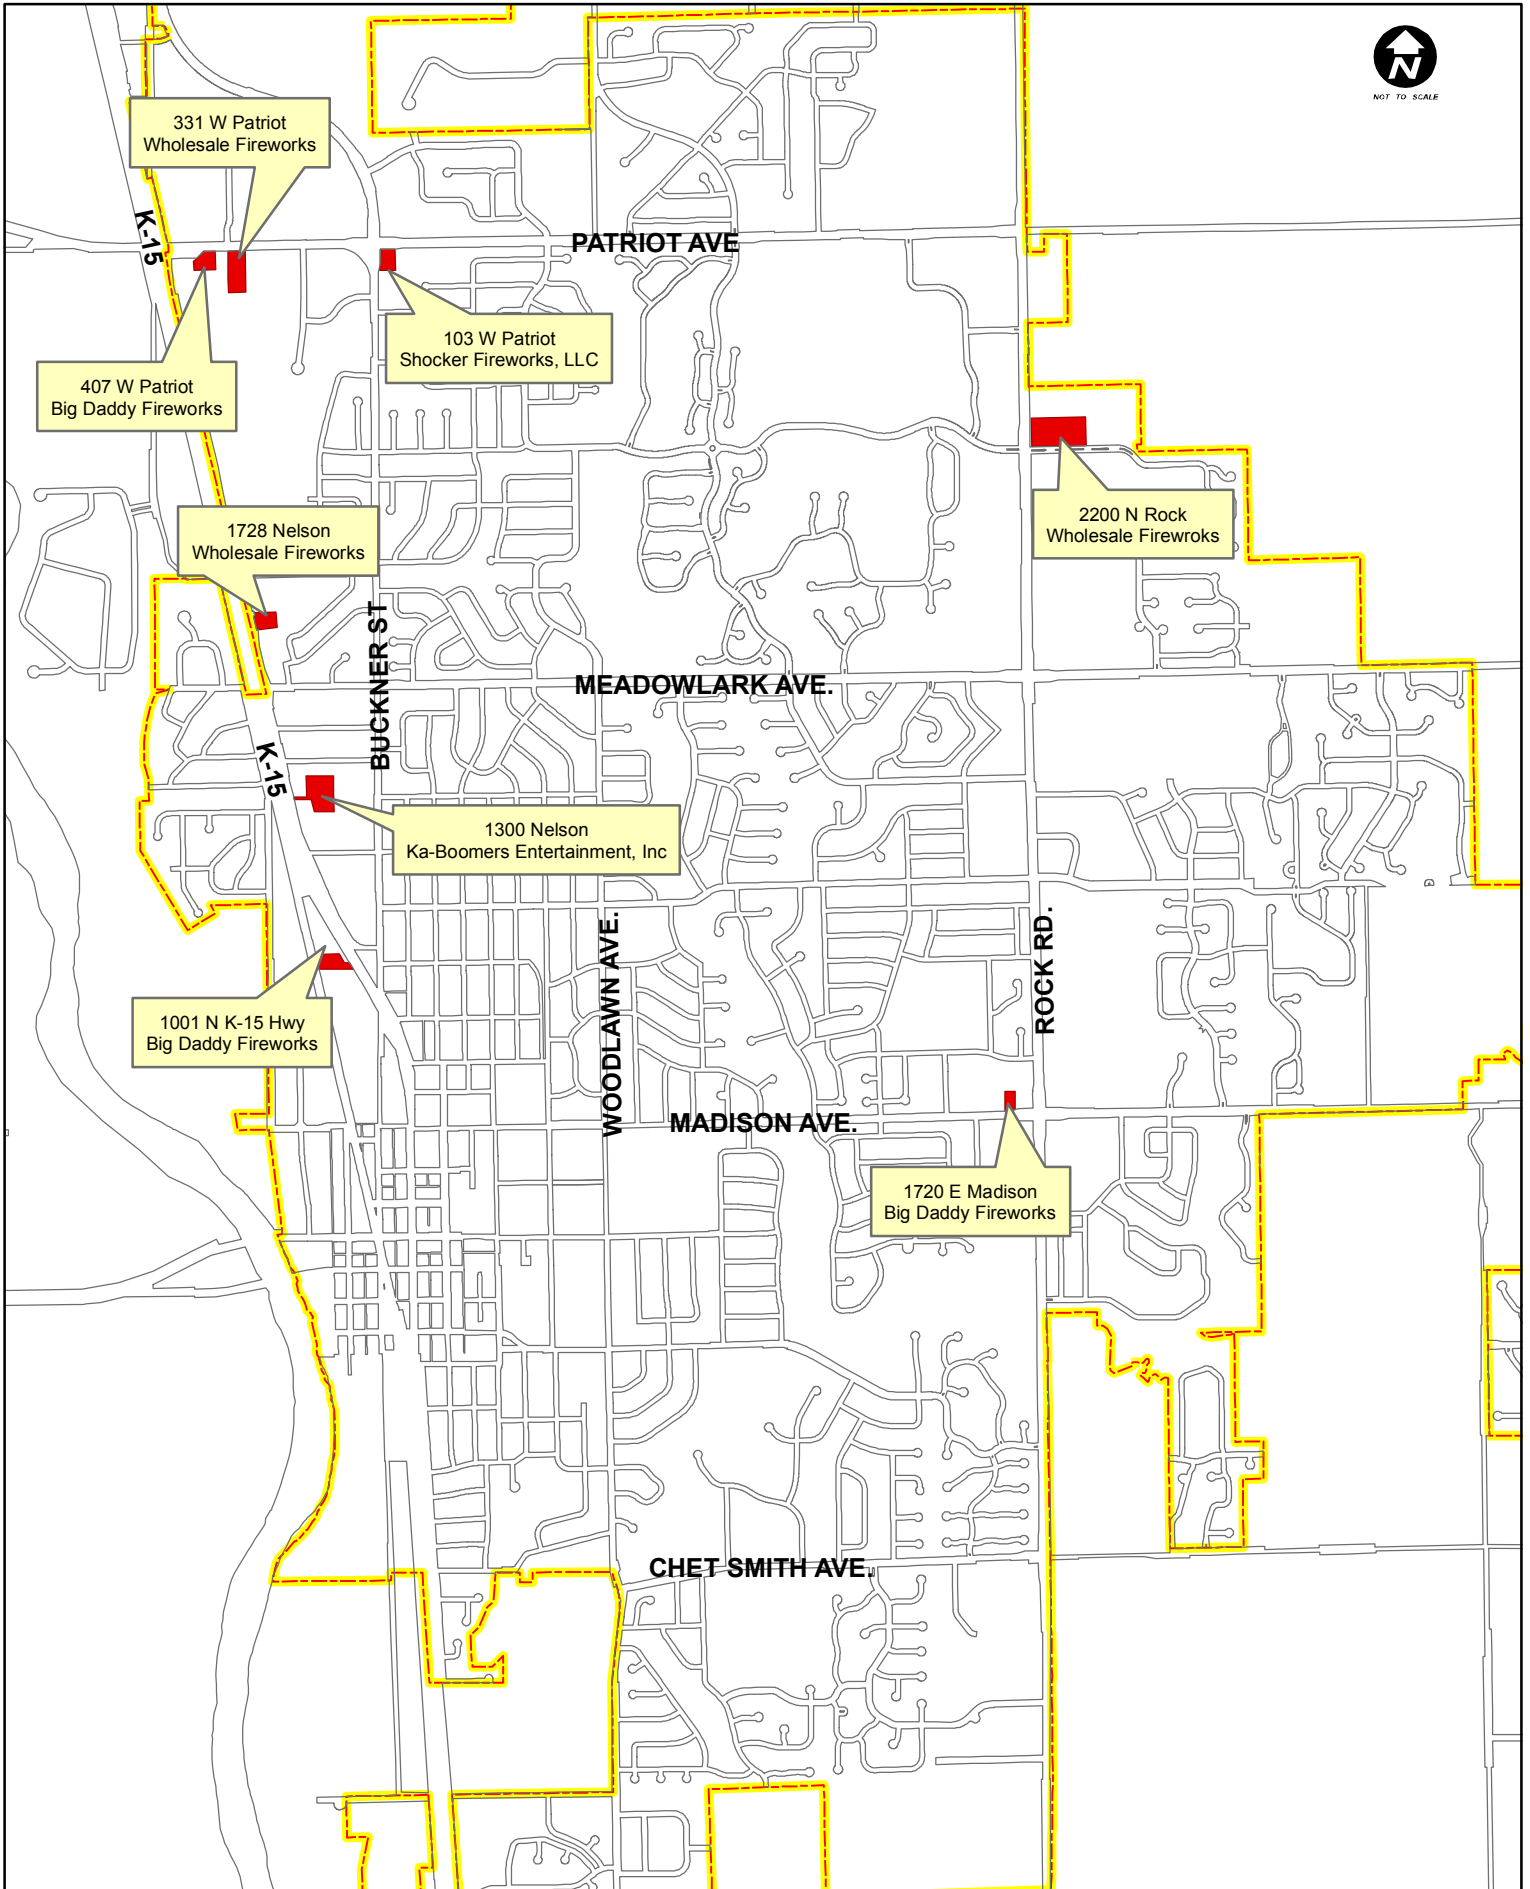 N
NOT TO SCALE
331 W Patriot
Wholesale Fireworks
K-15
PATRIOT AVE
103 W Patriot
Shocker Fireworks, LLC
407 W Patriot
Big Daddy Fireworks
1728 Nelson
Wholesale Fireworks
2200 N Rock
Wholesale Firewroks
BUCKNER ST
MEADOWLARK AVE.
K-15
1300 Nelson
Ka-Boomers Entertainment, Inc
WOODLAWN AVE.
ROCK RD.
1001 N K-15 Hwy
Big Daddy Fireworks
MADISON AVE.
1720 E Madison
Big Daddy Fireworks
CHET SMITH AVE.